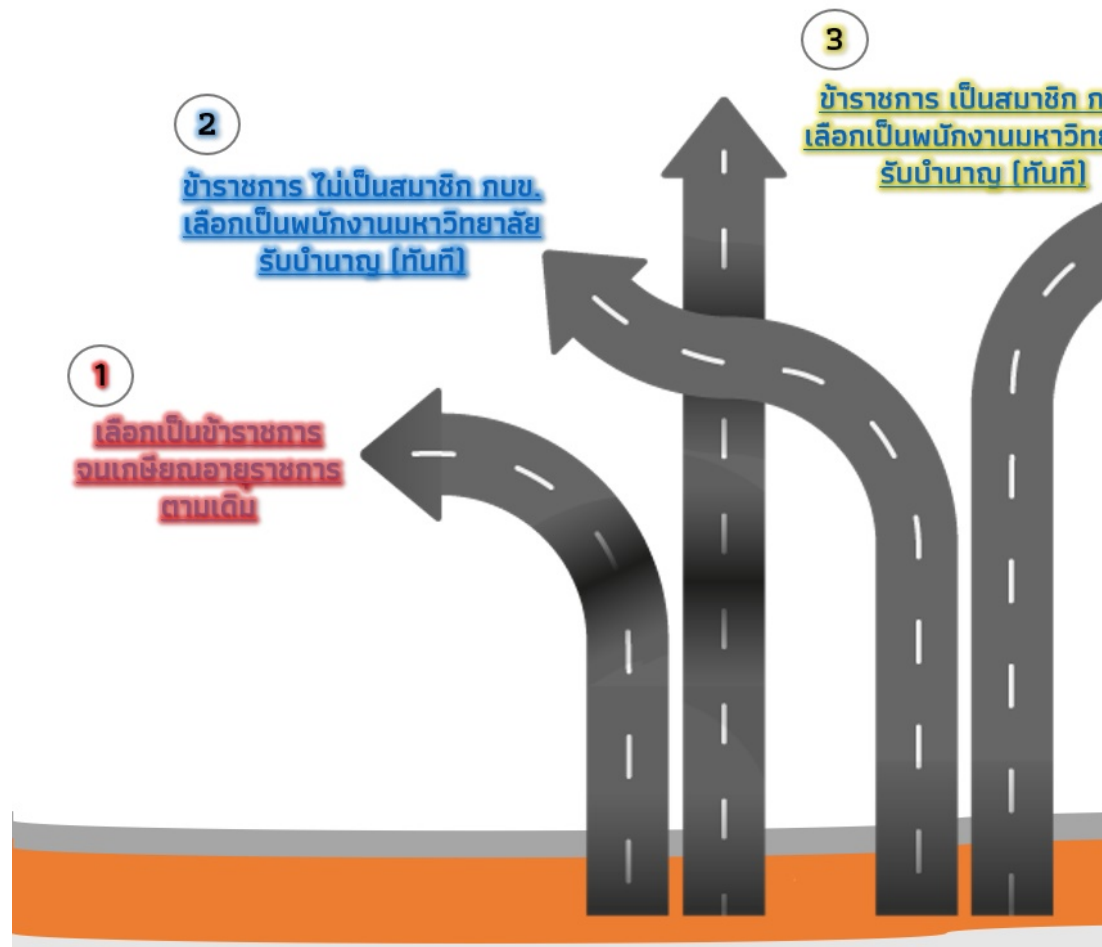 1
เลือกเป็นข้าราชการ
จนเกษียณอายุราชการ
ตามเดิม
2
ข้าราชการ ไม่เป็นสมาชิก กบข.
เลือกเป็นพนักงานมหาวิทยาลัย
รับบำนาญ (ทันที)
3
ข้าราชการ เป็นสมาชิก
เลือกเป็นพนักงาน
รับบำนาญ (ทันที)